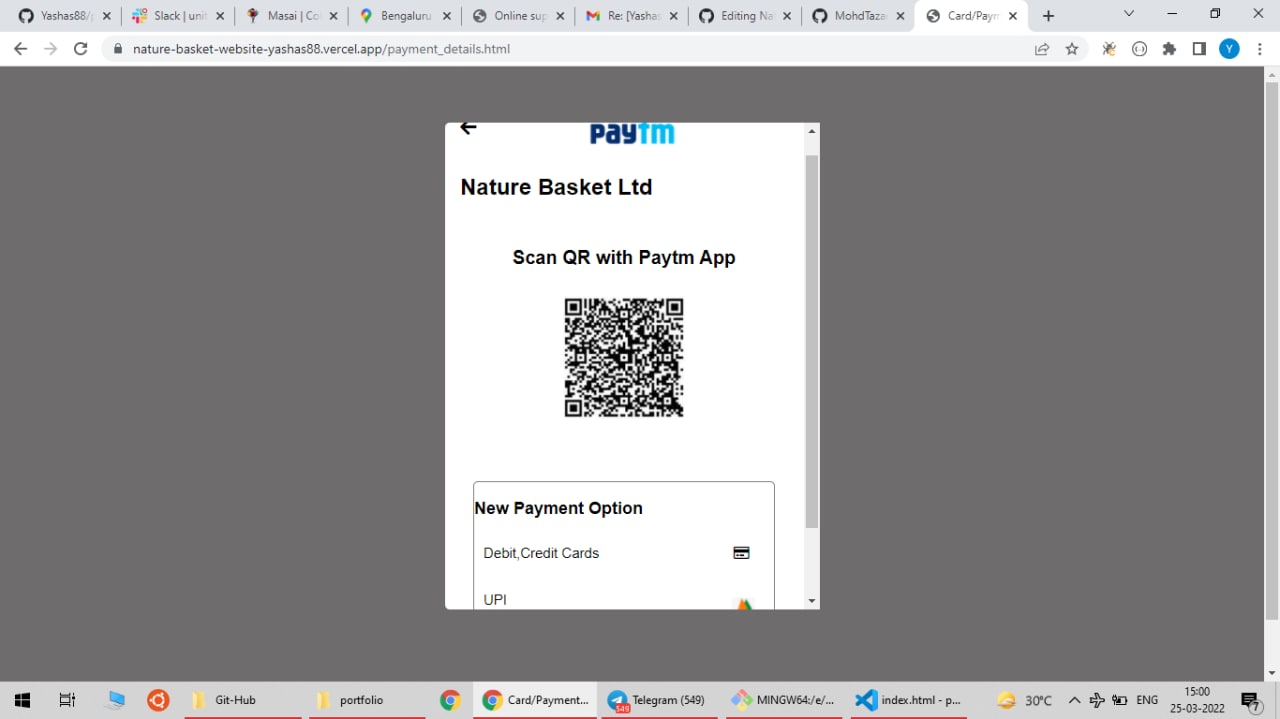 Yashas88/p
Slack | unit
Masai | Co
Bengaluru
Online sup
Re: [Yashas
Editing Nat
MohdTaza
Card/Paym
nature-basket-website-yashas88.vercel.app/payment_details.html
Y
paytm
Nature Basket Ltd
Scan QR with Paytm App
New Payment Option
Debit,Credit Cards
UPI
Git-Hub
portfolio
Card/Payment...
549
Telegram (549)
MINGW64:/e/...
index.html - p...
30°C
ENG
15:00
25-03-2022
7